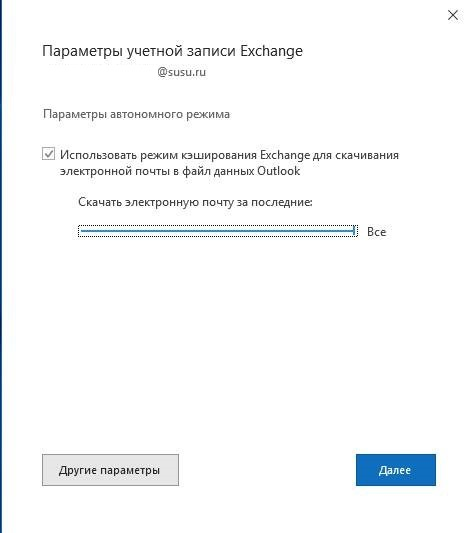 Параметры учетной записи Exchange
@susu.ru
Параметры автономного режима
Использовать режим кэширования Exchange для скачивания
электронной почты в файл данных Outlook
Скачать электронную почту за последние:
Все
Другие параметры
Далее